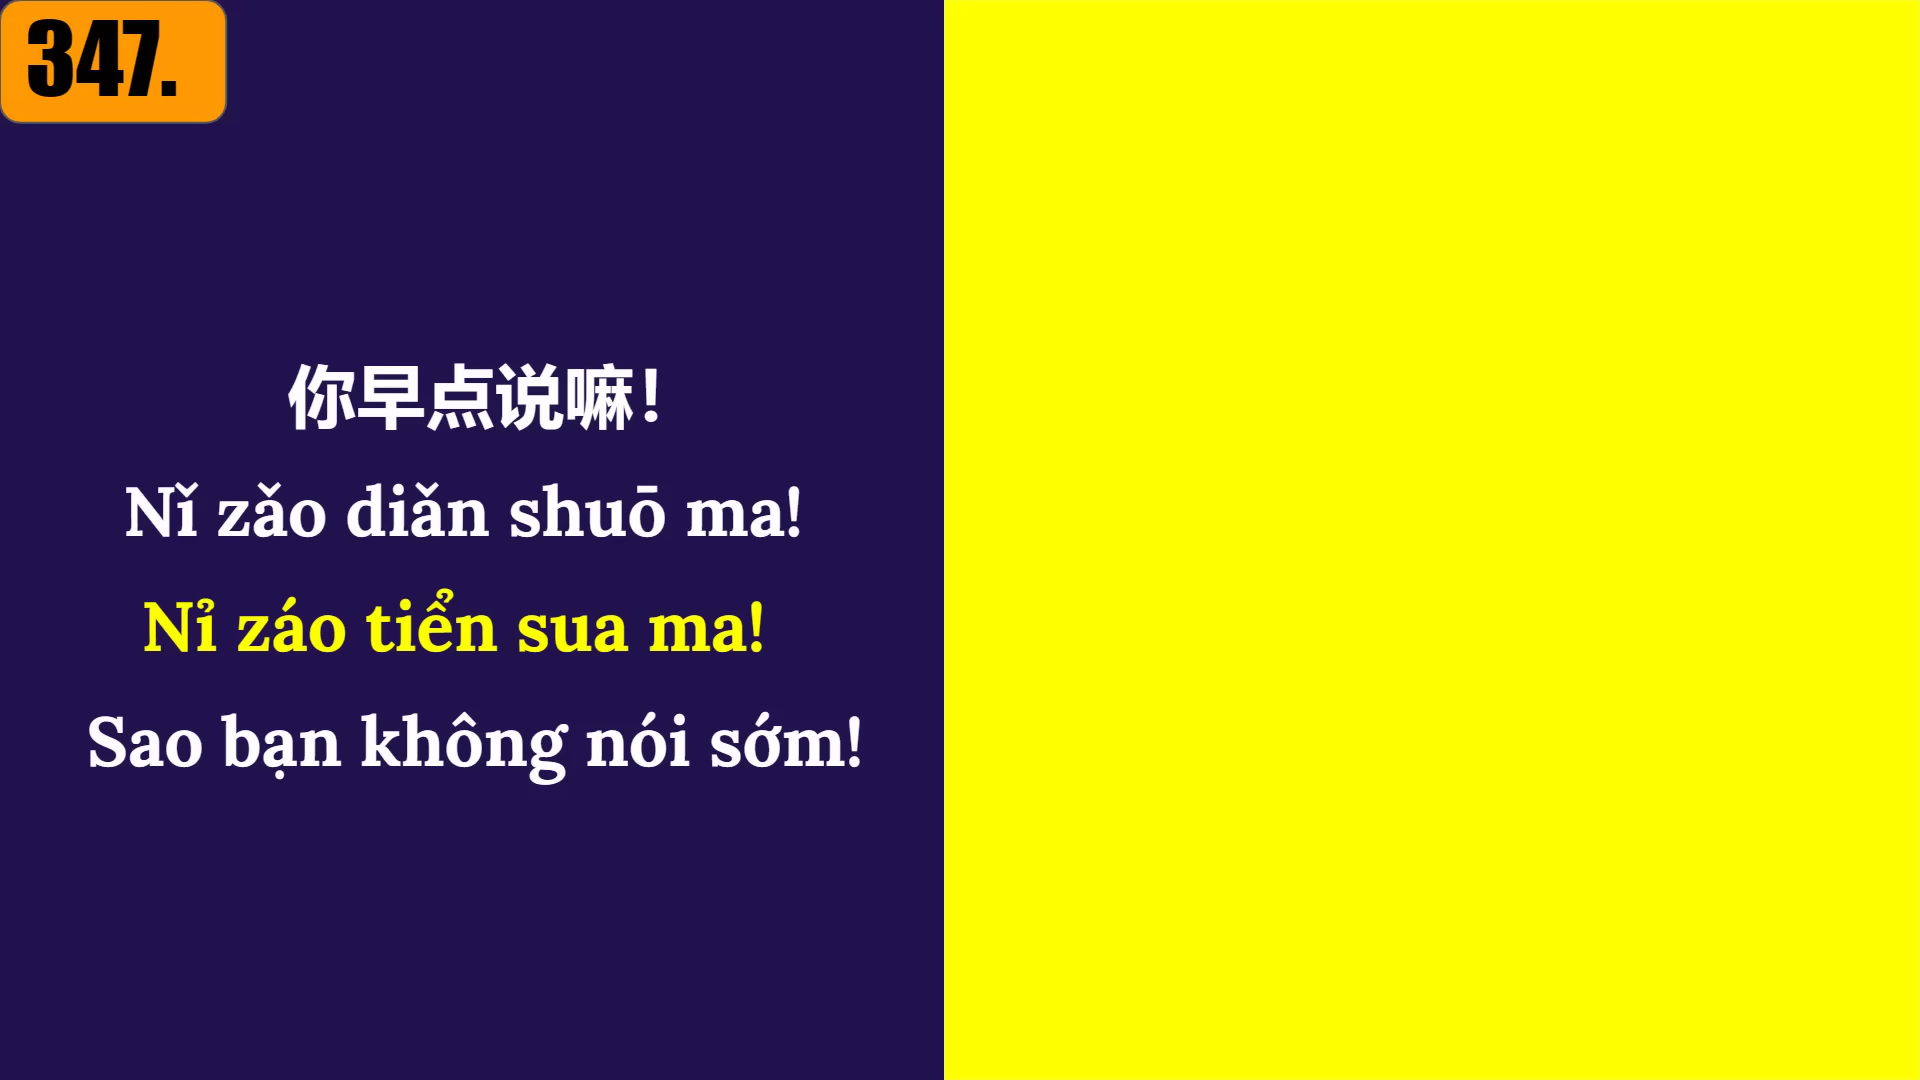 347.
你早点说嘛！
Nǐ zǎo diǎn shuō ma!
Nỉ záo tiển sua ma!
Sao bạn không nói sớm!